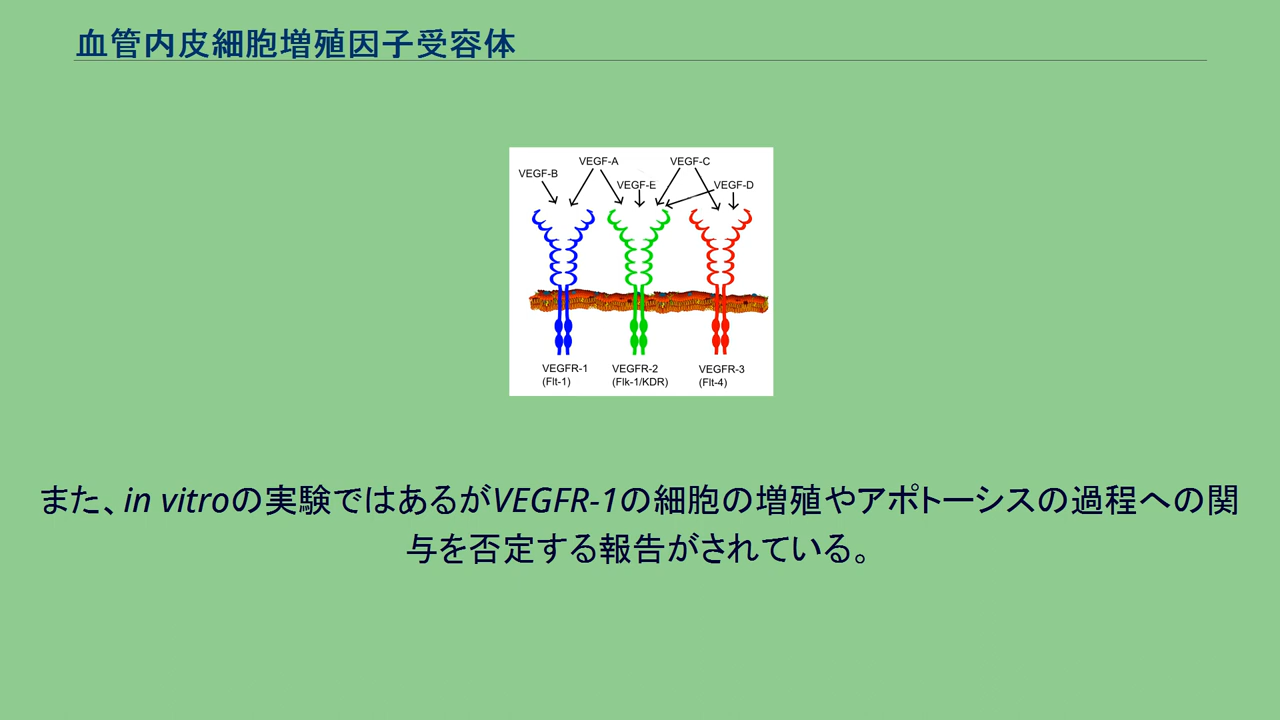 血管内皮細胞増殖因子受容体
VEGF-A
VEGF-C
VEGF-B
VEGF-E
VEGF-D
VEGFR-1
VEGFR-2
VEGFR-3
(Flt-1)
(Flk-1/KDR)
(Flt-4)
また、in vitroの実験ではあるがVEGFR-1の細胞の増殖やアポトーシスの過程への関
与を否定する報告がされている。